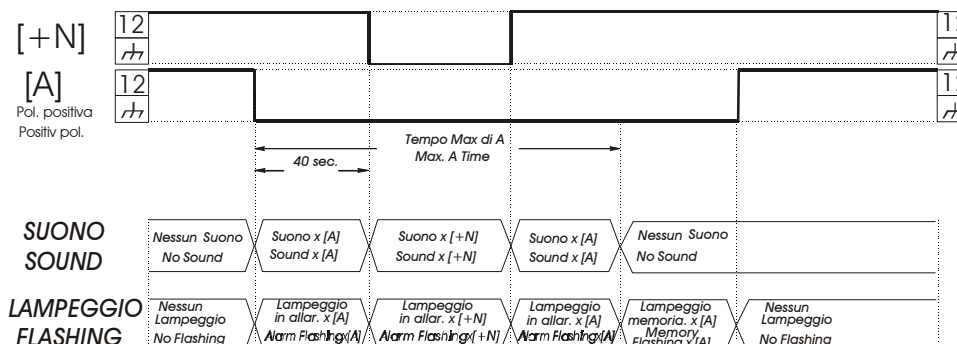 [+N] 12 12
[A] 12 12
Pol. positiva
Positiv pol.
Tempo Max di A
Max. A Time
40 sec.
SUONO
SOUND
Nessun Suono
No Sound
Suono x [A]
Sound x [A]
Suono x [+N]
Sound x [+N]
Suono x [A]
Sound x [A]
Nessun Suono
No Sound
LAMPEGGIO
FLASHING
Nessun
Lampeggio
No Flashing
Lampeggio
in allar. x [A]
Alarm Flashing x[A]
Lampeggio
in allar. x [+N]
Alarm Flashing x[+N]
Lampeggio
in allar. x [A]
Alarm Flashing x[A]
Lampeggio
memoria. x [A]
Memory
Flashing x [A]
Nessun
Lampeggio
No Flashing